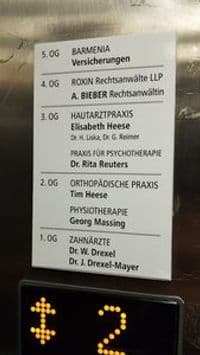 5. OG BARMENIA
Versicherungen
4. OG ROXIN Rechtsanwälte LLP
A. BIEBER Rechtsanwältin
3. OG HAUTARZTPRAXIS
Elisabeth Heese
Dr. H. Liska, Dr. G. Reimer
PRAXIS FÜR PSYCHOTHERAPIE
Dr. Rita Reuters
2. OG ORTHOPÄDISCHE PRAXIS
Tim Heese
PHYSIOTHERAPIE
Georg Massing
1. OG ZAHNÄRZTE
Dr. W. Drexel
Dr. J. Drexel-Mayer
2